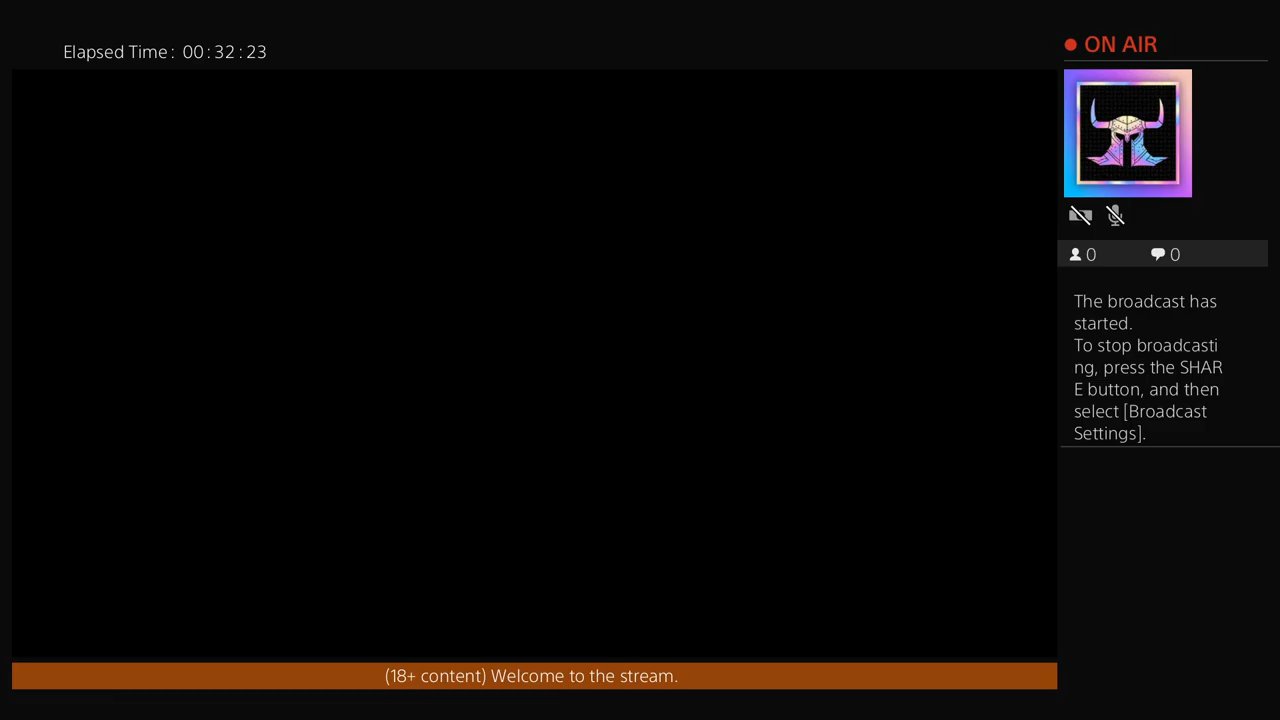 Elapsed Time: 00:32:23
ON AIR
0 0
The broadcast has
started.
To stop broadcasti
ng, press the SHAR
E button, and then
select [Broadcast
Settings].
(18+ content) Welcome to the stream.